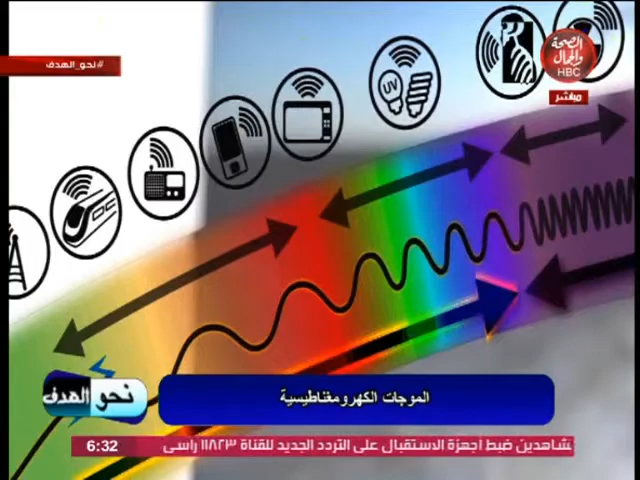 الصحة
والجمال
HBC
مباشر
#نحو_الهدف
UV
الموجات الكهرومغناطيسية
نحو الهدف
شاهدين ضبط أجهزة الاستقبال على التردد الجديد للقناة ١١٨٢٣ راسى
6:32